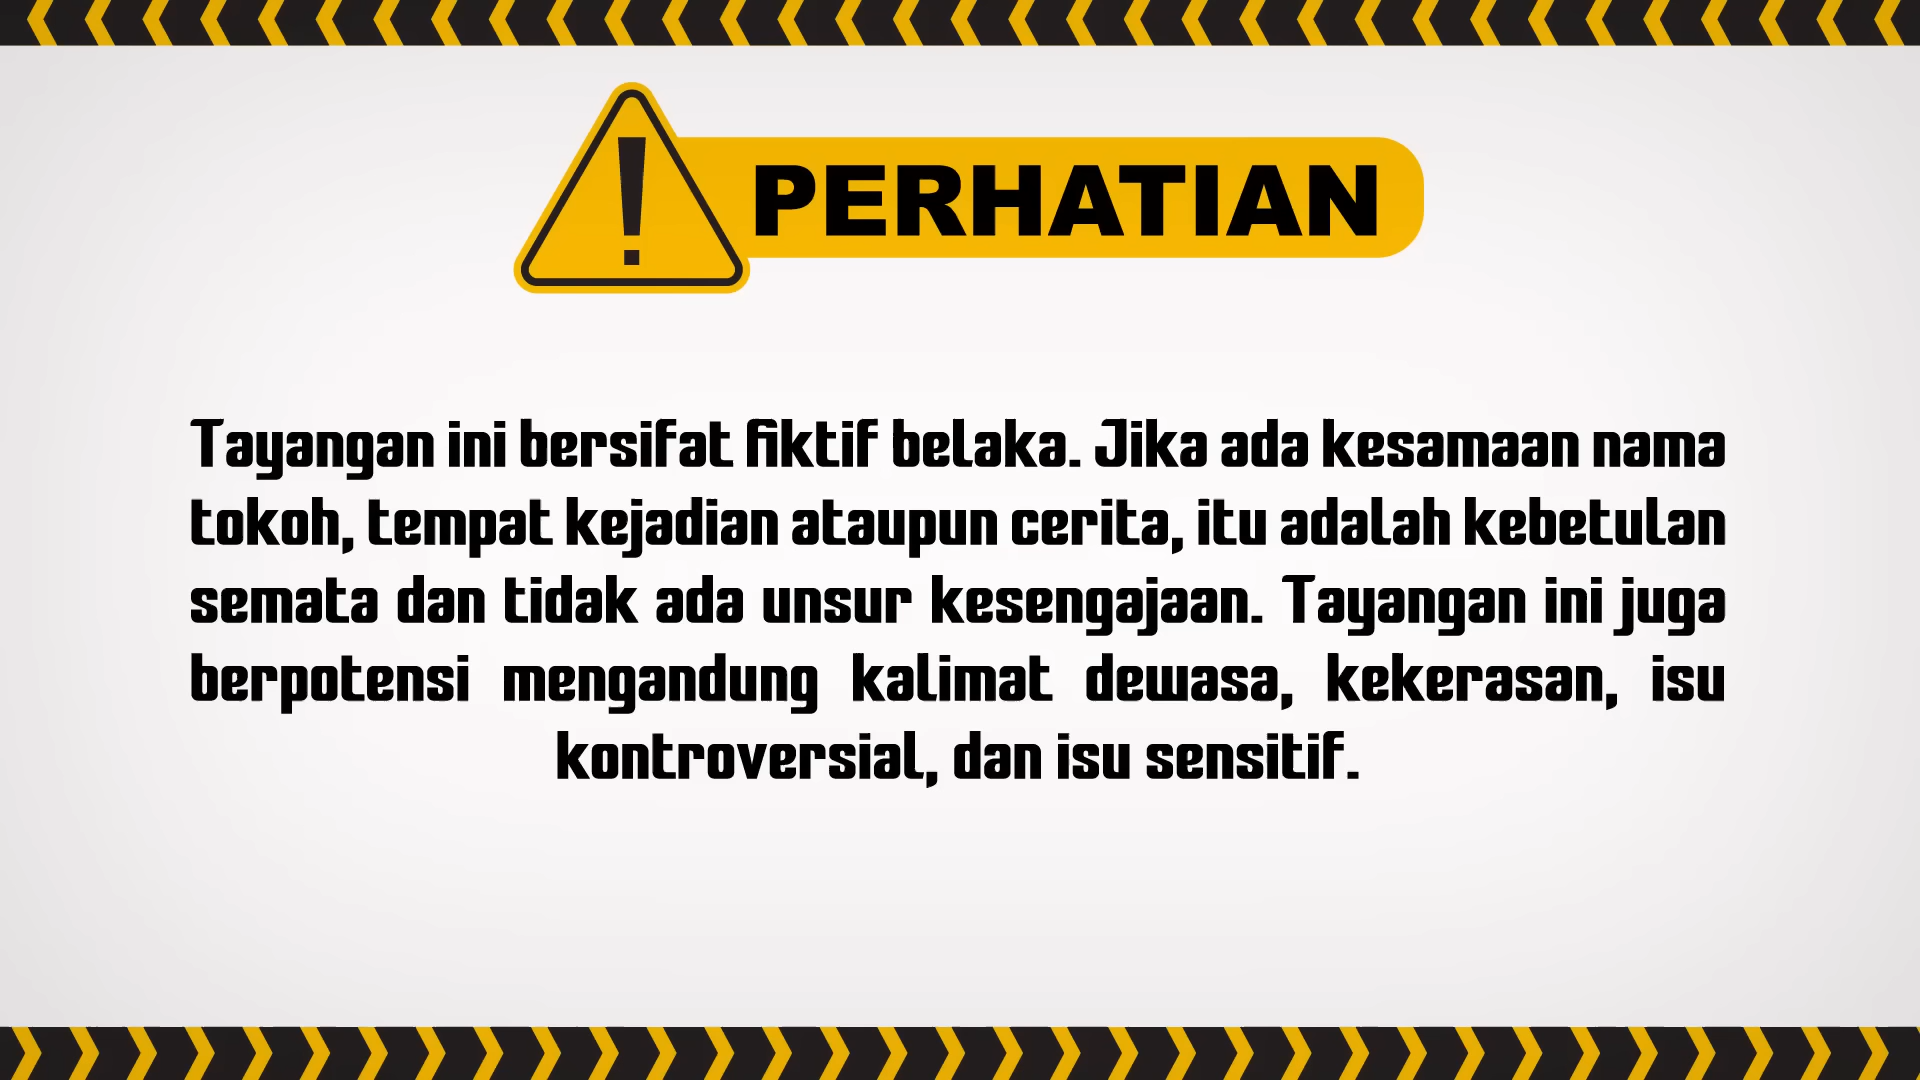 PERHATIAN
Tayangan ini bersifat fiktif belaka. Jika ada kesamaan nama
tokoh, tempat kejadian ataupun cerita, itu adalah kebetulan
semata dan tidak ada unsur kesengajaan. Tayangan ini juga
berpotensi mengandung kalimat dewasa, kekerasan, isu
kontroversial, dan isu sensitif.